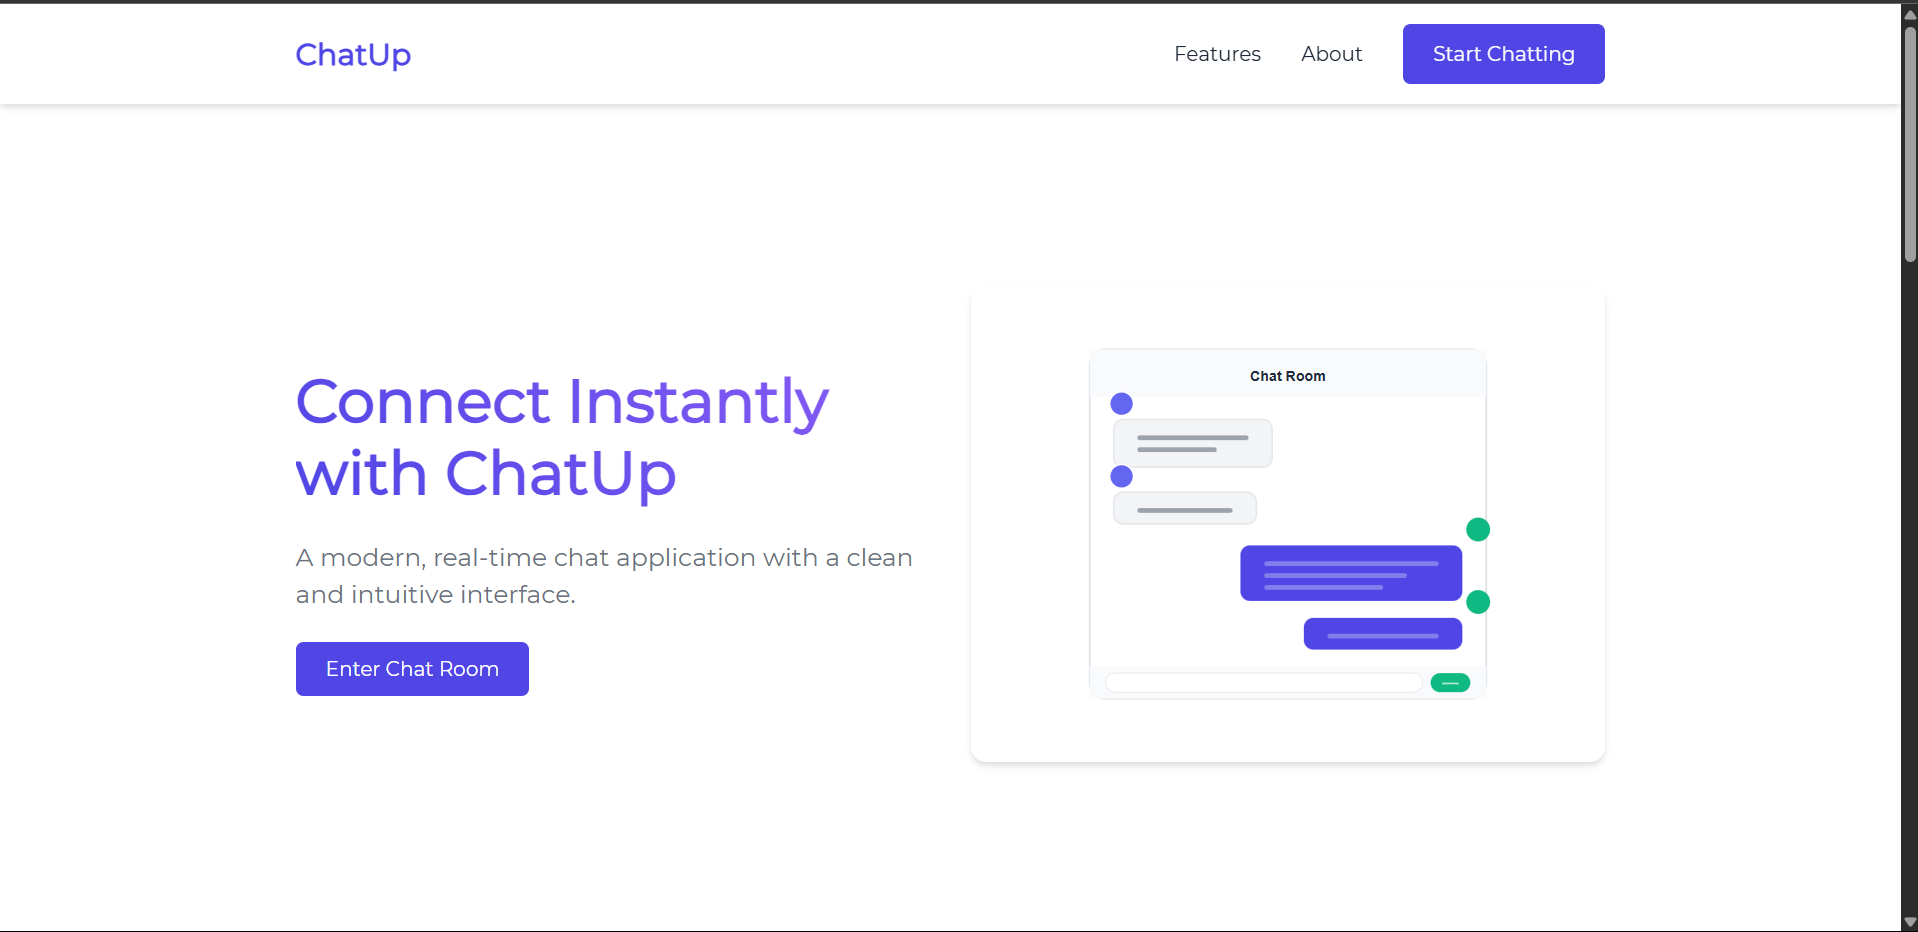 ChatUp
Features
About
Start Chatting
Connect Instantly
with ChatUp
A modern, real-time chat application with a clean
and intuitive interface.
Enter Chat Room
Chat Room